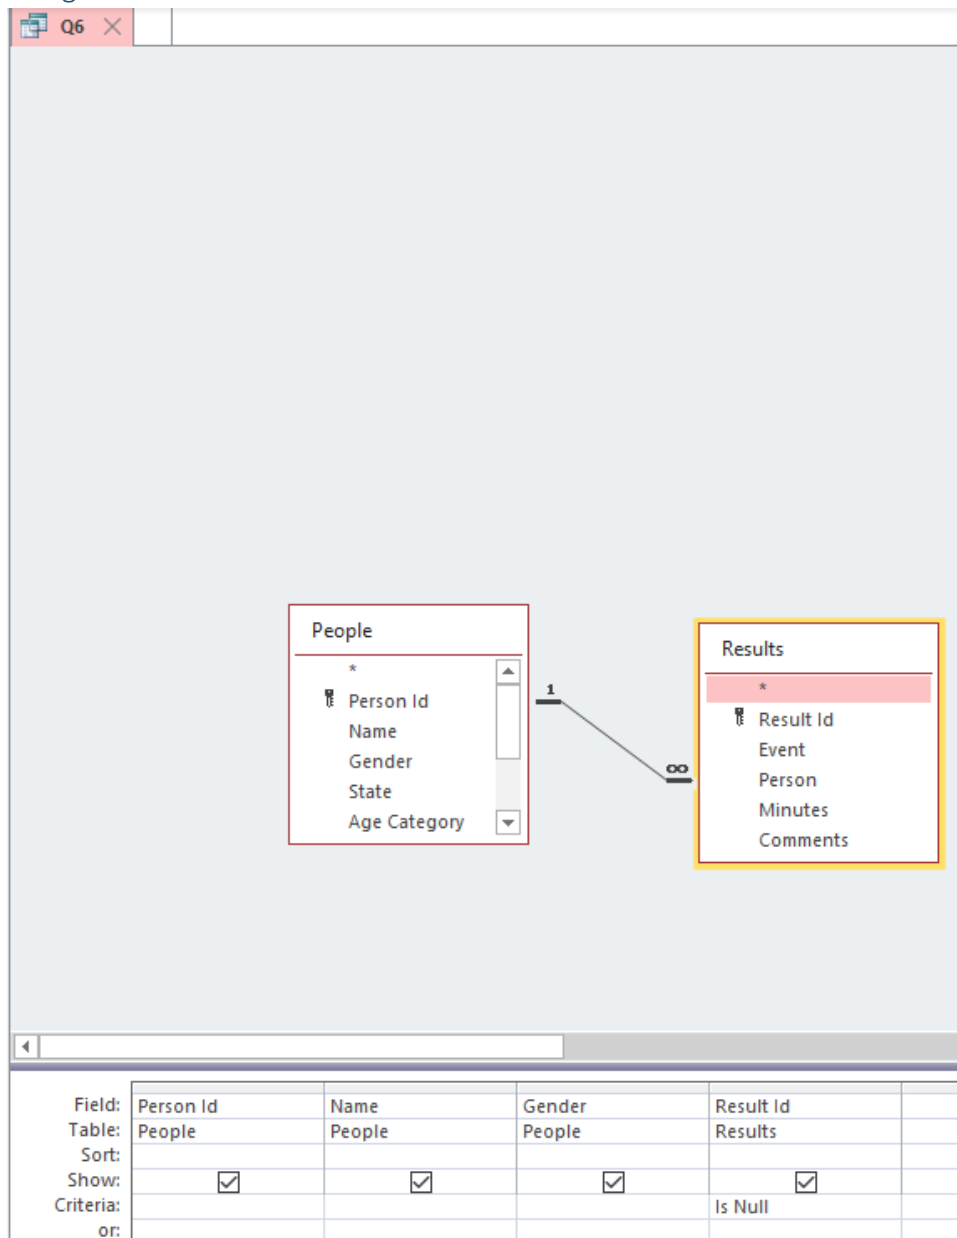 Q6
People
*
Person Id
Name
Gender
State
Age Category
1
∞
Results
*
Result Id
Event
Person
Minutes
Comments
Field: Person Id Name Gender Result Id
Table: People People People Results
Sort:
Show:
Criteria: Is Null
or: